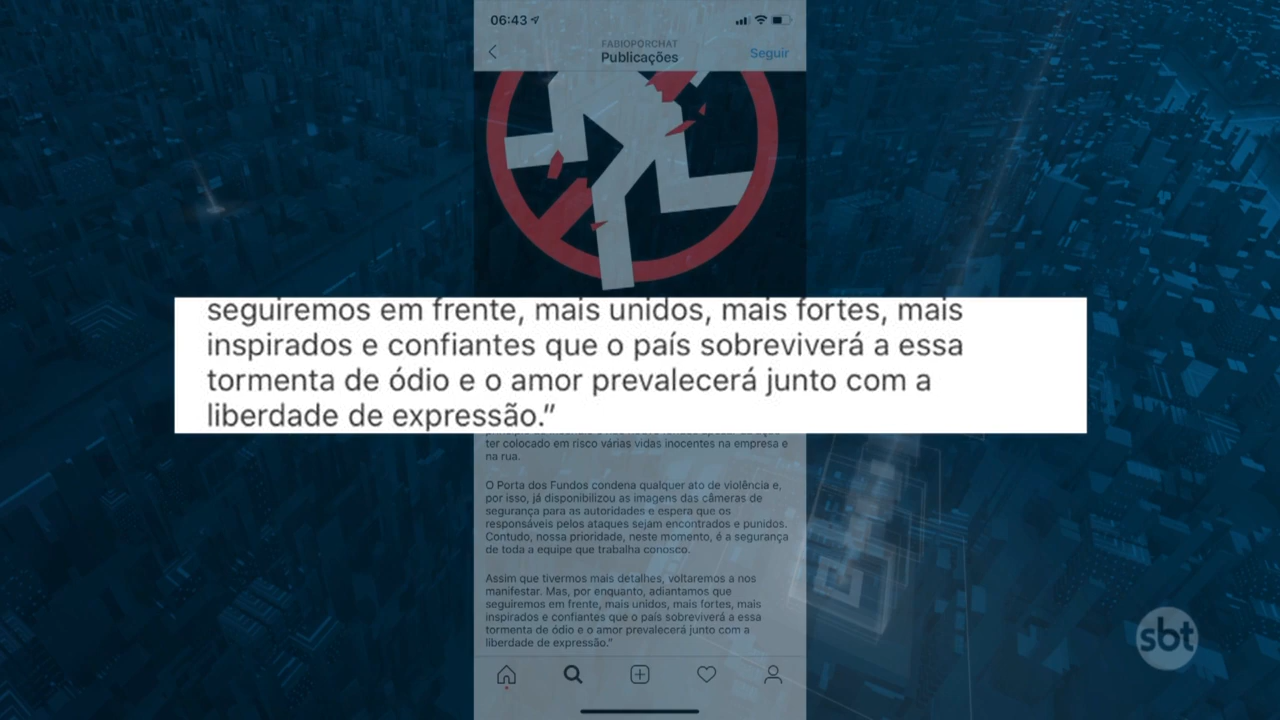 06:43
FABIOPORCHAT
Publicações
Seguir
seguiremos em frente, mais unidos, mais fortes, mais
inspirados e confiantes que o país sobreviverá a essa
tormenta de ódio e o amor prevalecerá junto com a
liberdade de expressão.”
ter colocado em risco várias vidas inocentes na empresa e
na rua.
O Porta dos Fundos condena qualquer ato de violência e,
por isso, já disponibilizou as imagens das câmeras de
segurança para as autoridades e espera que os
responsáveis pelos ataques sejam encontrados e punidos.
Contudo, nossa prioridade, neste momento, é a segurança
de toda a equipe que trabalha conosco.
Assim que tivermos mais detalhes, voltaremos a nos
manifestar. Mas, por enquanto, adiantamos que
seguiremos em frente, mais unidos, mais fortes, mais
inspirados e confiantes que o país sobreviverá a essa
tormenta de ódio e o amor prevalecerá junto com a
liberdade de expressão.”
sbt